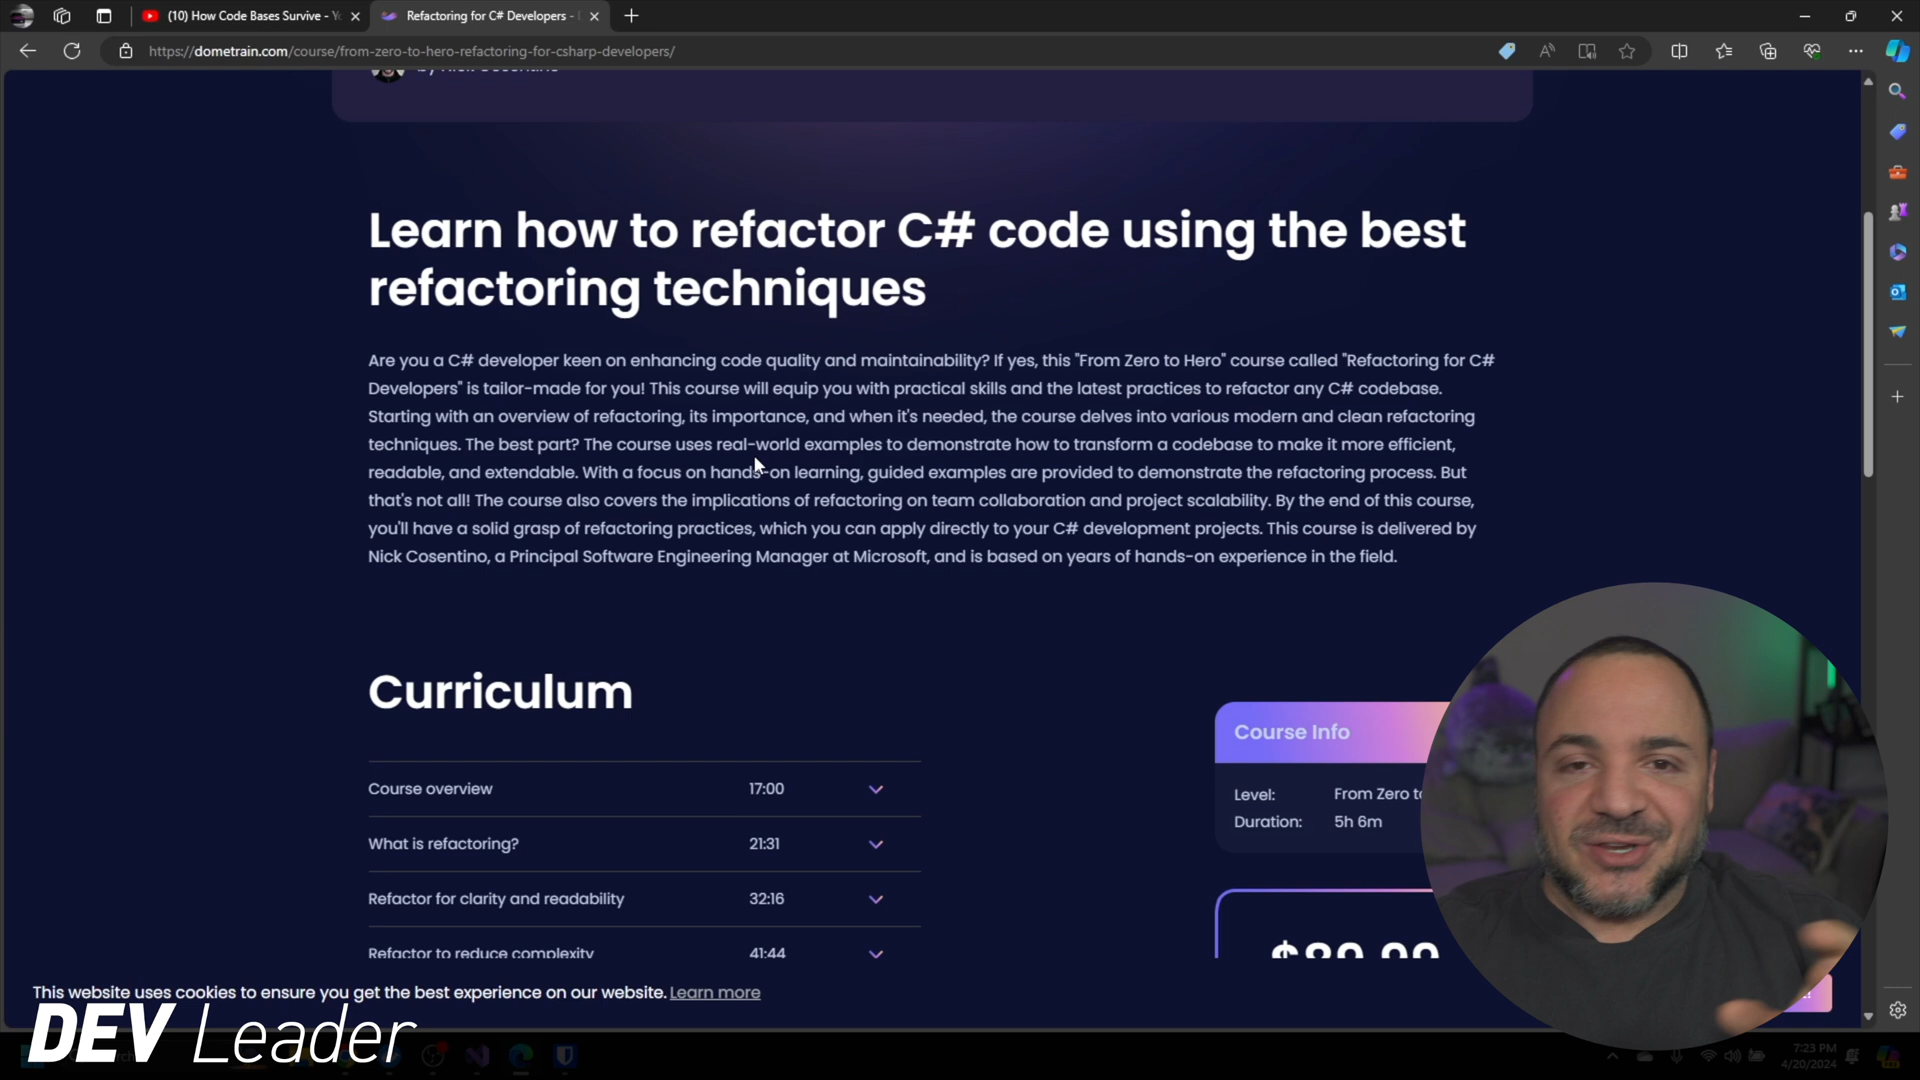 (10) How Code Bases Survive - Yo
Refactoring for C# Developers -
https://dometrain.com/course/from-zero-to-hero-refactoring-for-csharp-developers/
Learn how to refactor C# code using the best
refactoring techniques
Are you a C# developer keen on enhancing code quality and maintainability? If yes, this "From Zero to Hero" course called "Refactoring for C#
Developers" is tailor-made for you! This course will equip you with practical skills and the latest practices to refactor any C# codebase.
Starting with an overview of refactoring, its importance, and when it's needed, the course delves into various modern and clean refactoring
techniques. The best part? The course uses real-world examples to demonstrate how to transform a codebase to make it more efficient,
readable, and extendable. With a focus on hands-on learning, guided examples are provided to demonstrate the refactoring process. But
that's not all! The course also covers the implications of refactoring on team collaboration and project scalability. By the end of this course,
you'll have a solid grasp of refactoring practices, which you can apply directly to your C# development projects. This course is delivered by
Nick Cosentino, a Principal Software Engineering Manager at Microsoft, and is based on years of hands-on experience in the field.
Curriculum
Course Info
Course overview 17:00
Level: From Zero to
Duration: 5h 6m
What is refactoring? 21:31
Refactor for clarity and readability 32:16
Refactor to reduce complexity 41:44
This website uses cookies to ensure you get the best experience on our website. Learn more
DEV Leader
7:23 PM
4/20/2024